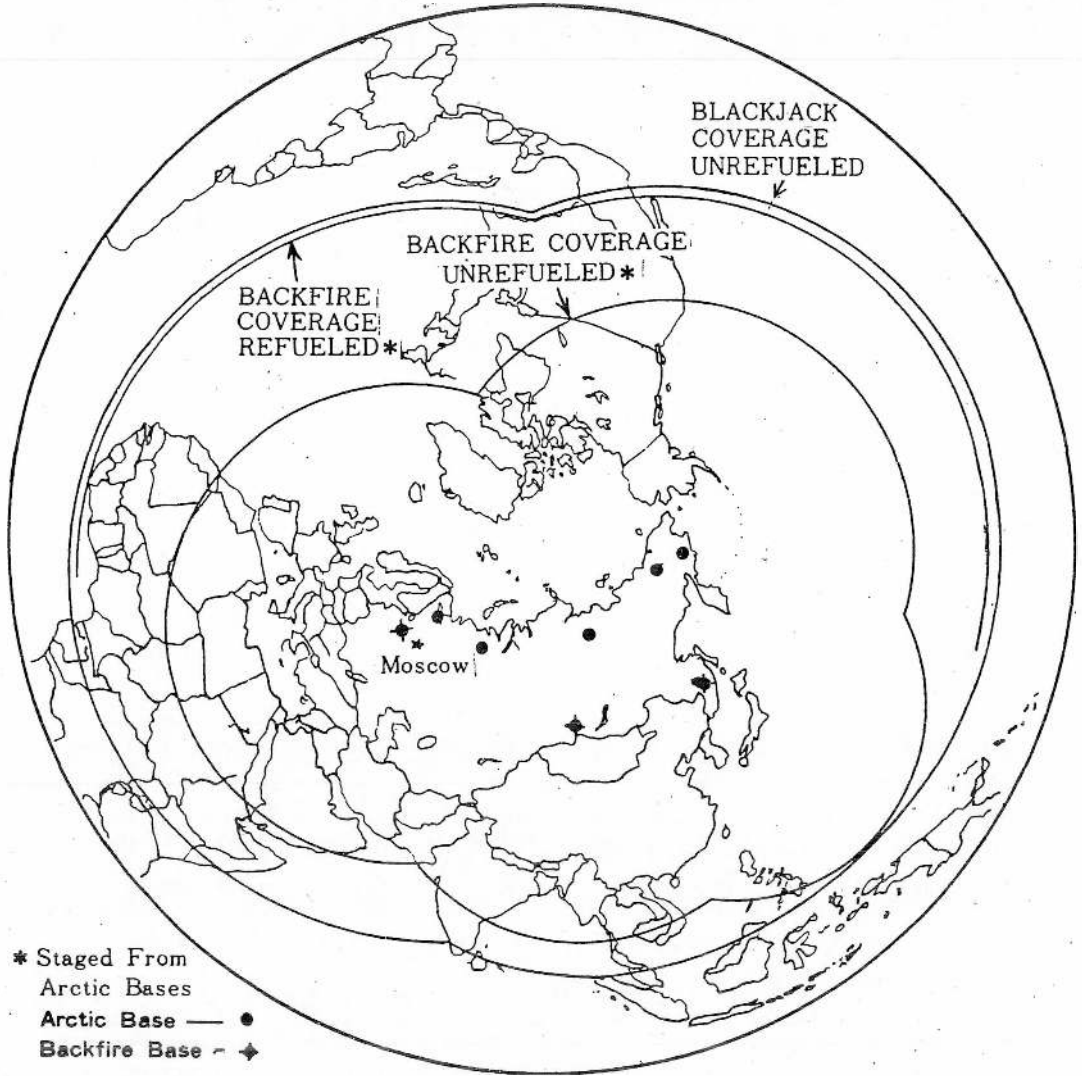 BLACKJACK
COVERAGE
UNREFUELED
BACKFIRE COVERAGE
UNREFUELED*
BACKFIRE
COVERAGE
REFUELED*
Moscow
* Staged From
Arctic Bases
Arctic Base — ●
Backfire Base -